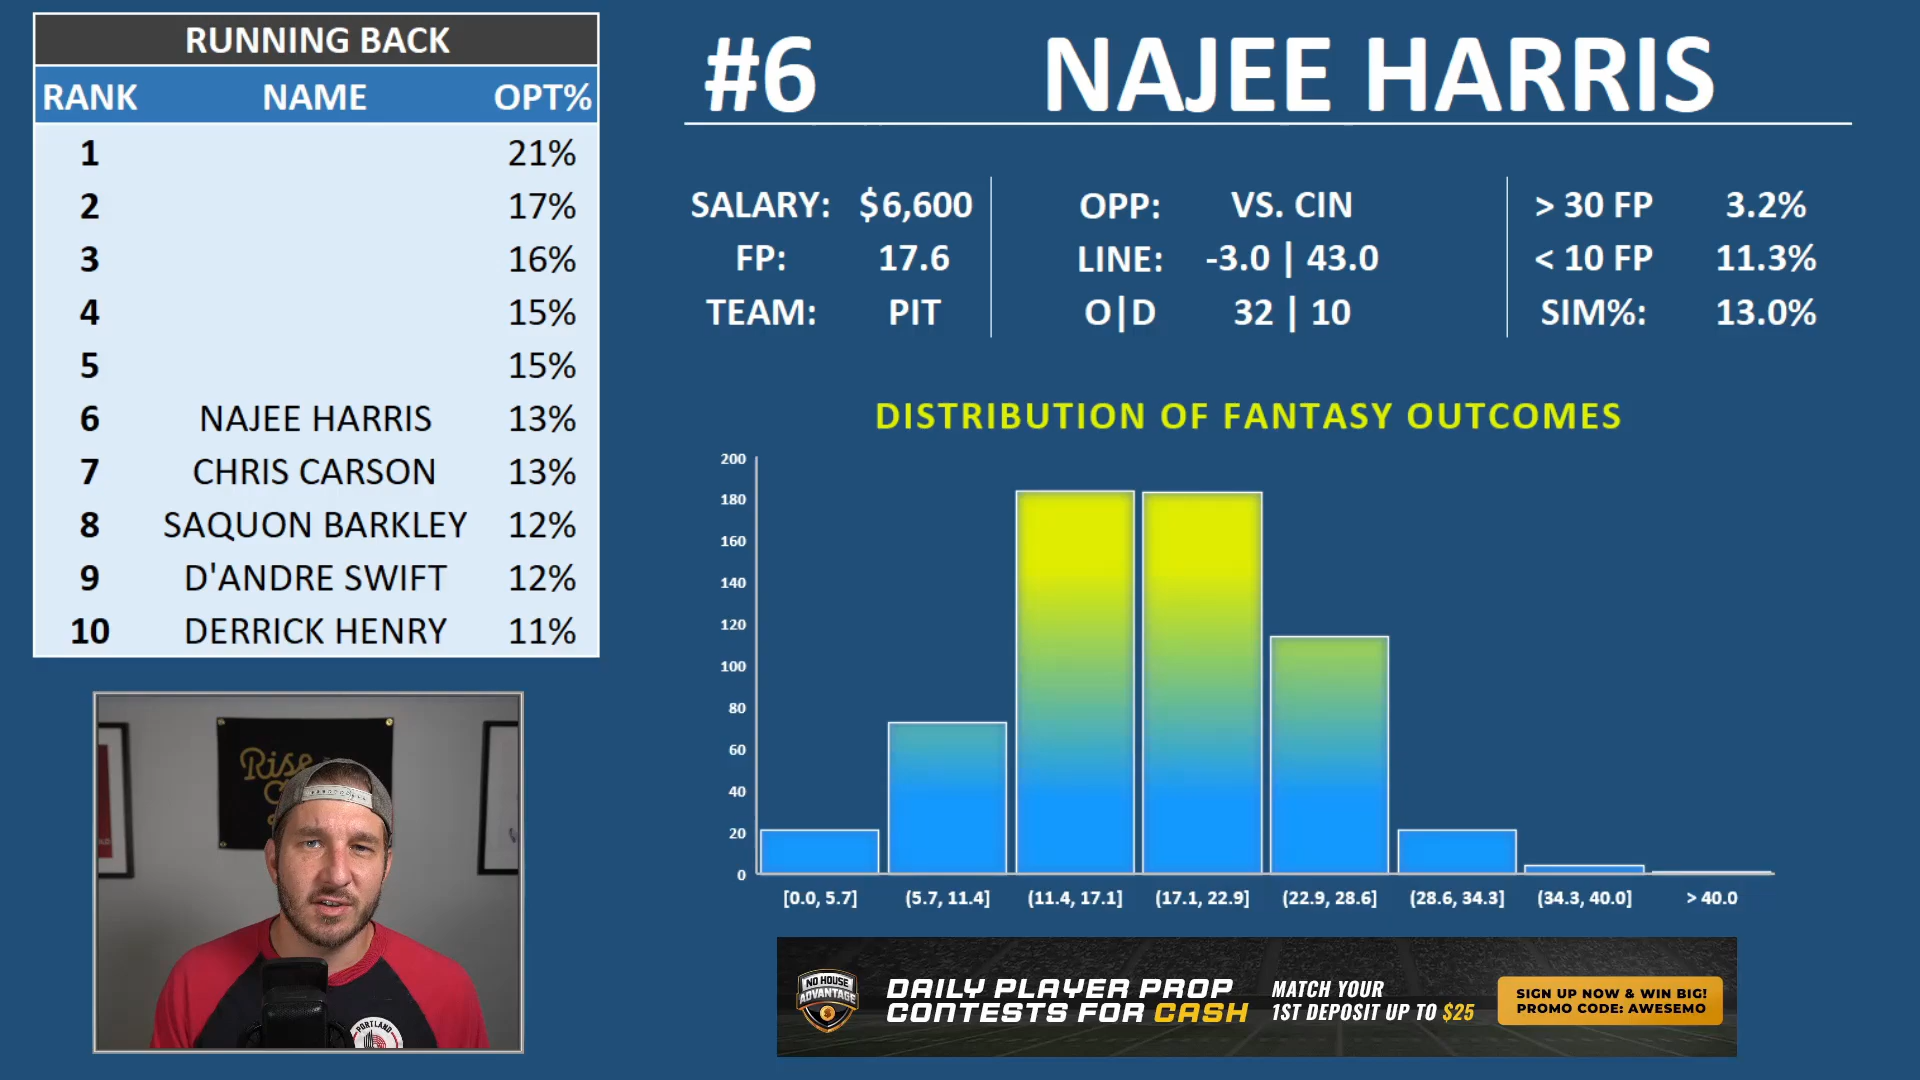 RUNNING BACK
RANK NAME OPT%
1 21%
2 17%
3 16%
4 15%
5 15%
6 NAJEE HARRIS 13%
7 CHRIS CARSON 13%
8 SAQUON BARKLEY 12%
9 D'ANDRE SWIFT 12%
10 DERRICK HENRY 11%
#6 NAJEE HARRIS
SALARY: $6,600
FP: 17.6
TEAM: PIT
OPP: VS. CIN
LINE: -3.0 | 43.0
O|D 32 | 10
> 30 FP 3.2%
< 10 FP 11.3%
SIM%: 13.0%
DISTRIBUTION OF FANTASY OUTCOMES
200
180
160
140
120
100
80
60
40
20
0
[0.0, 5.7] (5.7, 11.4] (11.4, 17.1] (17.1, 22.9] (22.9, 28.6] (28.6, 34.3] (34.3, 40.0] > 40.0
Rise
PORTLAND
NO HOUSE
ADVANTAGE
DAILY PLAYER PROP
CONTESTS FOR CASH
MATCH YOUR
1ST DEPOSIT UP TO $25
SIGN UP NOW & WIN BIG!
PROMO CODE: AWESEMO